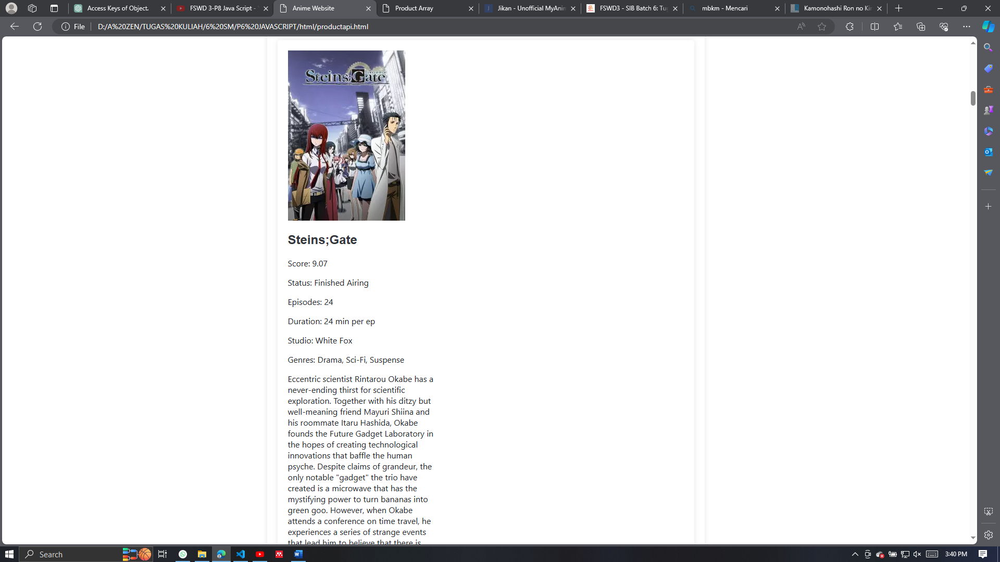 Access Keys of Object.
FSWD 3-P8 Java Script -
Anime Website
Product Array
Jikan - Unofficial MyAnim
FSWD3 - SIB Batch 6: Tug
mbkm - Mencari
Kamonohashi Ron no Kin
File
D:/A%20ZEN/TUGAS%20KULIAH/6%20SM/P6%20JAVASCRIPT/html/productapi.html
Steins;Gate
Steins;Gate
Score: 9.07
Status: Finished Airing
Episodes: 24
Duration: 24 min per ep
Studio: White Fox
Genres: Drama, Sci-Fi, Suspense
Eccentric scientist Rintarou Okabe has a
never-ending thirst for scientific
exploration. Together with his ditzy but
well-meaning friend Mayuri Shiina and
his roommate Itaru Hashida, Okabe
founds the Future Gadget Laboratory in
the hopes of creating technological
innovations that baffle the human
psyche. Despite claims of grandeur, the
only notable "gadget" the trio have
created is a microwave that has the
mystifying power to turn bananas into
green goo. However, when Okabe
attends a conference on time travel, he
experiences a series of strange events
that lead him to believe that there is
Search
3:40 PM